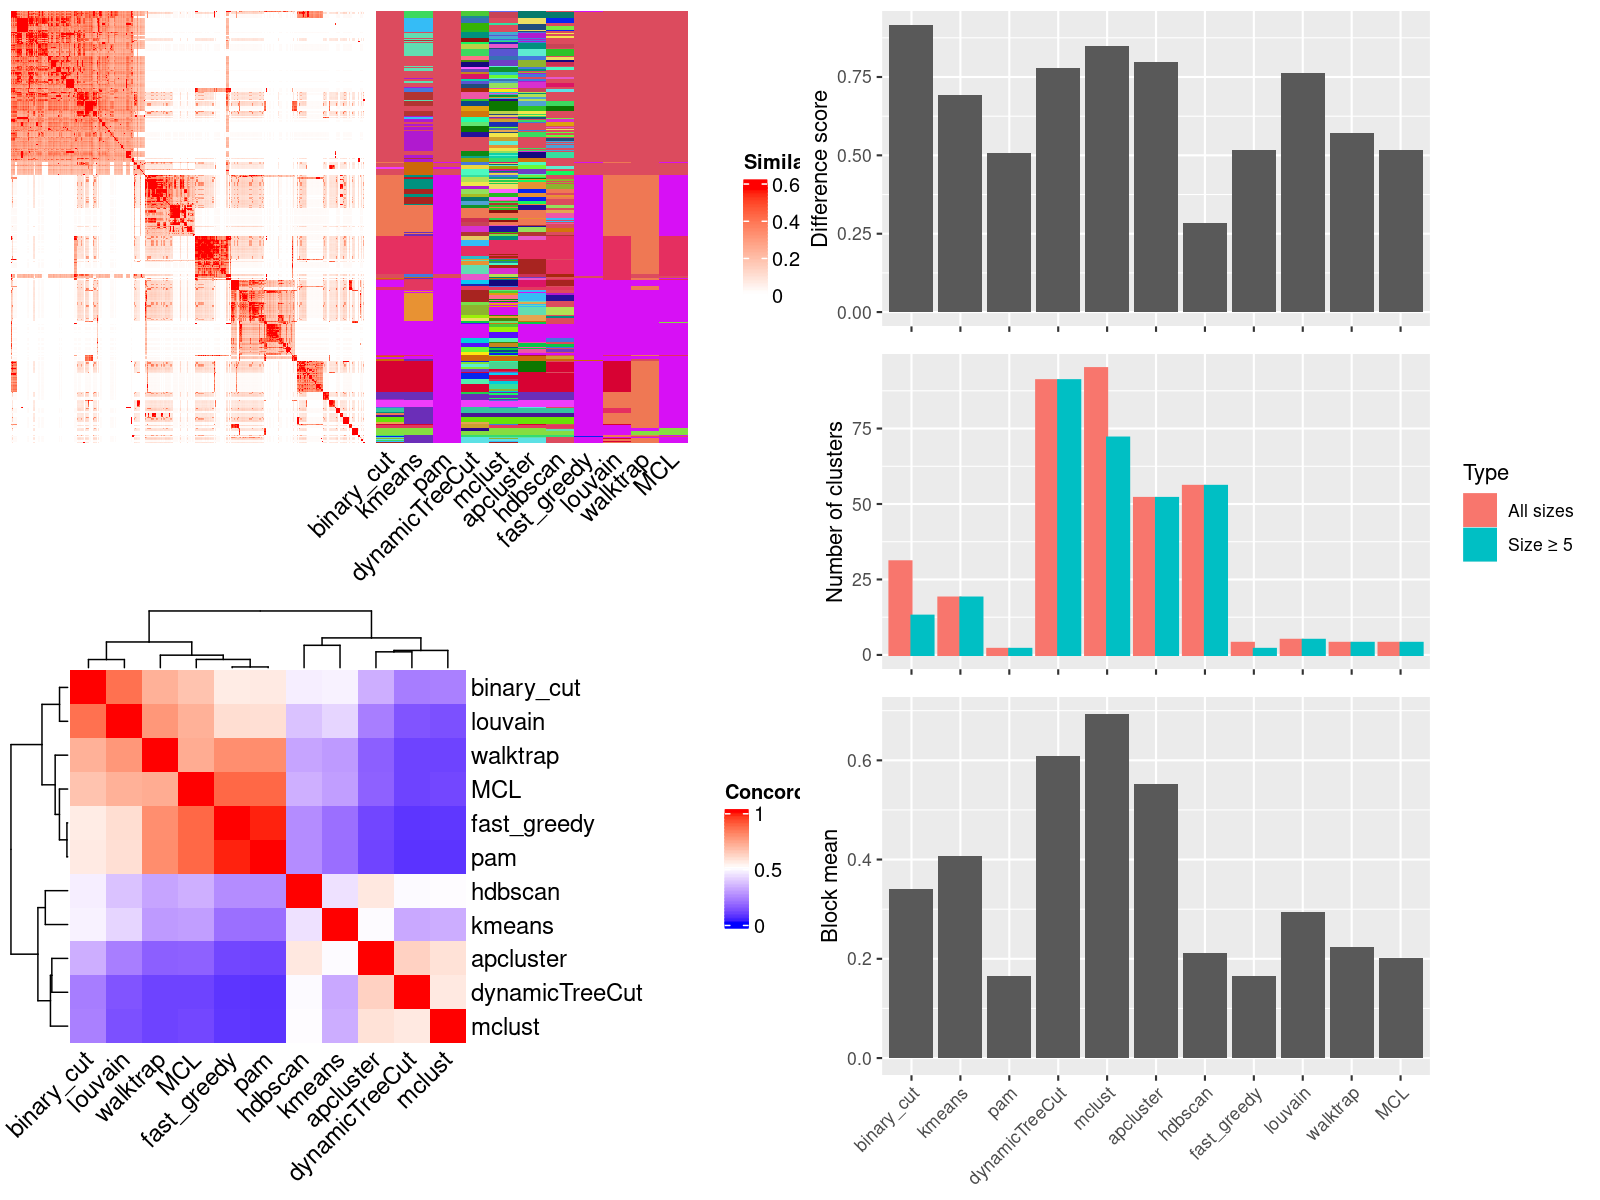 Simila
0.6
0.4
0.2
0
binary_cut
kmeans
pam
dynamicTreeCut
mclust
apcluster
hdbscan
fast_greedy
louvain
walktrap
MCL
Difference score
0.75
0.50
0.25
0.00
Number of clusters
75
50
25
0
Type
All sizes
Size ≥ 5
binary_cut
louvain
walktrap
MCL
fast_greedy
pam
hdbscan
kmeans
apcluster
dynamicTreeCut
mclust
binary_cut
louvain
walktrap
MCL
fast_greedy
pam
hdbscan
kmeans
apcluster
dynamicTreeCut
mclust
Concord
1
0.5
0
Block mean
0.6
0.4
0.2
0.0
binary_cut
kmeans
pam
dynamicTreeCut
mclust
apcluster
hdbscan
fast_greedy
louvain
walktrap
MCL